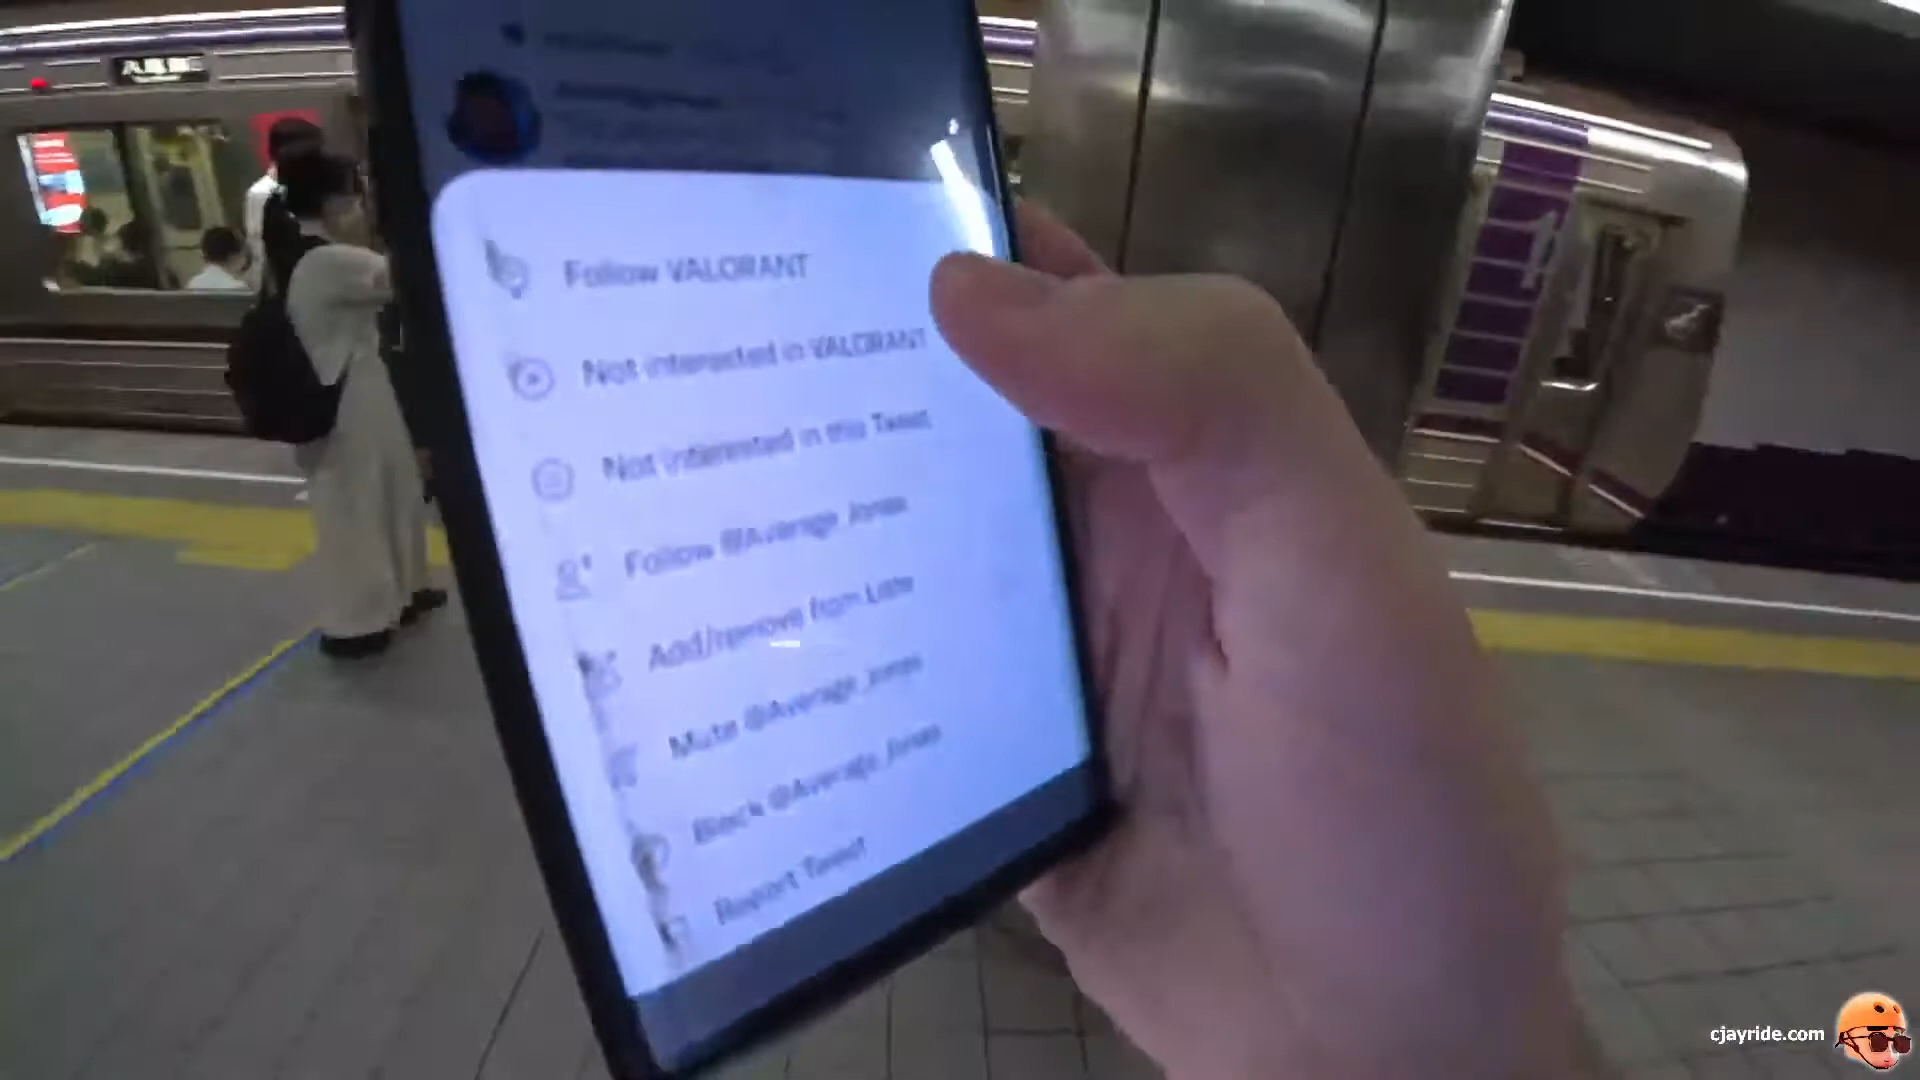 Follow VALORANT
Not interested in VALORANT
Not interested in this Tweet
Follow @Average_Jonas
Add/remove from Lists
Mute @Average_Jonas
Block @Average_Jonas
Report Tweet
1
cjayride.com